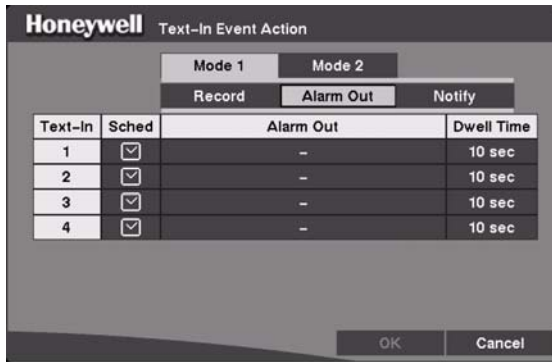 Honeywell Text-In Event Action
Mode 1 Mode 2
Record Alarm Out Notify
Text-In Sched Alarm Out Dwell Time
1 – 10 sec
2 – 10 sec
3 – 10 sec
4 – 10 sec
OK Cancel